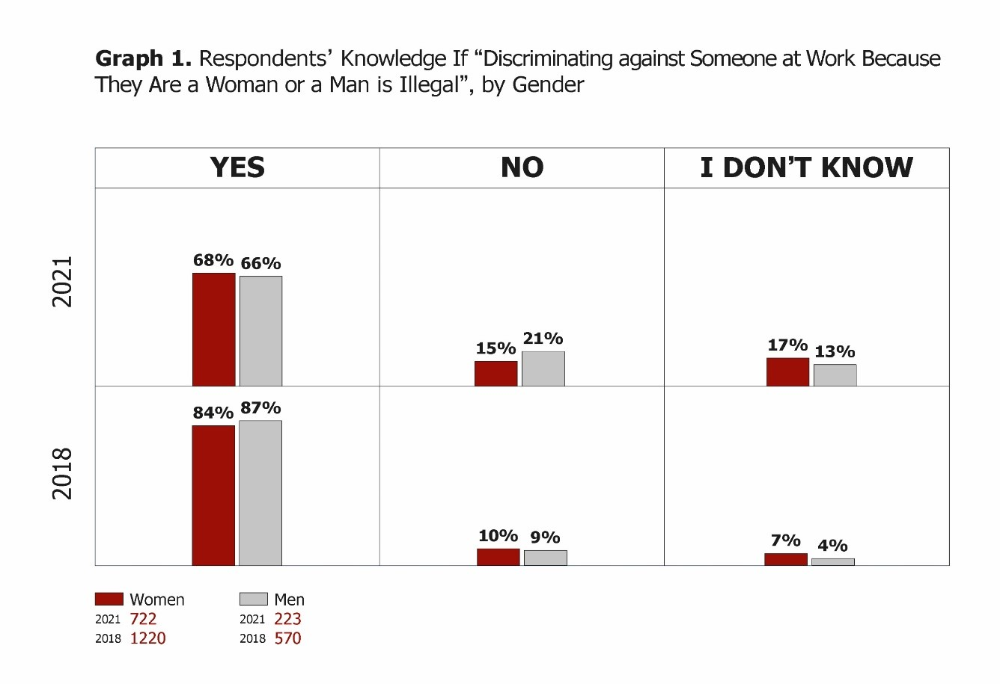 Graph 1. Respondents’ Knowledge If “Discriminating against Someone at Work Because
They Are a Woman or a Man is Illegal”, by Gender
YES NO I DON’T KNOW
2021
68% 66% 15% 21% 17% 13%
2018
84% 87% 10% 9% 7% 4%
Women Men
2021 722 2021 223
2018 1220 2018 570